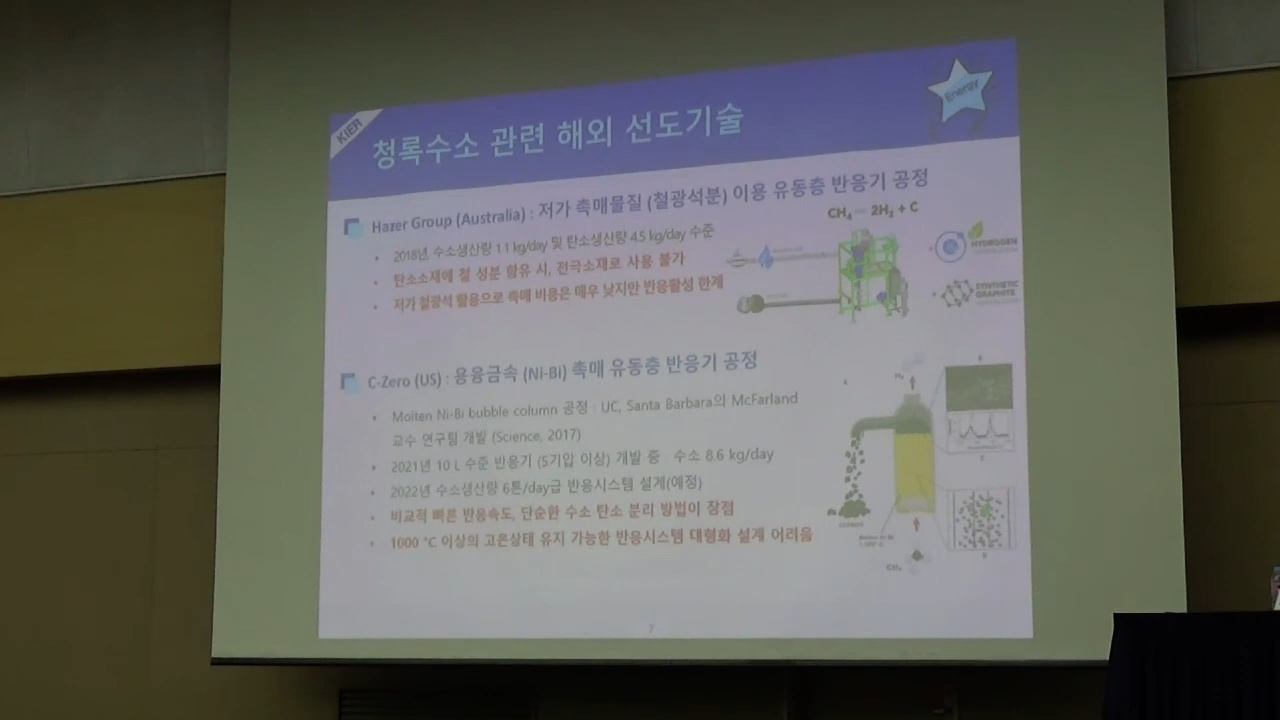 KIER
청록수소 관련 해외 선도기술
Energy
Hazer Group (Australia) : 저가 촉매물질 (철광석분) 이용 유동층 반응기 공정
2018년, 수소생산량 1.1 kg/day 및 탄소생산량 4.5 kg/day 수준
탄소소재에 철 성분 함유 시, 전극소재로 사용 불가
저가 철광석 활용으로 촉매 비용은 매우 낮지만 반응활성 한계
CH₄ 2H₂ + C
HYDROGEN
SYNTHETIC
GRAPHITE
C-Zero (US) : 용융금속 (Ni-Bi) 촉매 유동층 반응기 공정
Molten Ni-Bi bubble column 공정 : UC, Santa Barbara의 McFarland
교수 연구팀 개발 (Science, 2017)
2021년 10 L 수준 반응기 (5기압 이상) 개발 중 : 수소 8.6 kg/day
2022년 수소생산량 6톤/day급 반응시스템 설계(예정)
비교적 빠른 반응속도, 단순한 수소 탄소 분리 방법이 장점
1000 °C 이상의 고온상태 유지 가능한 반응시스템 대형화 설계 어려움
H₂
CH₄
7